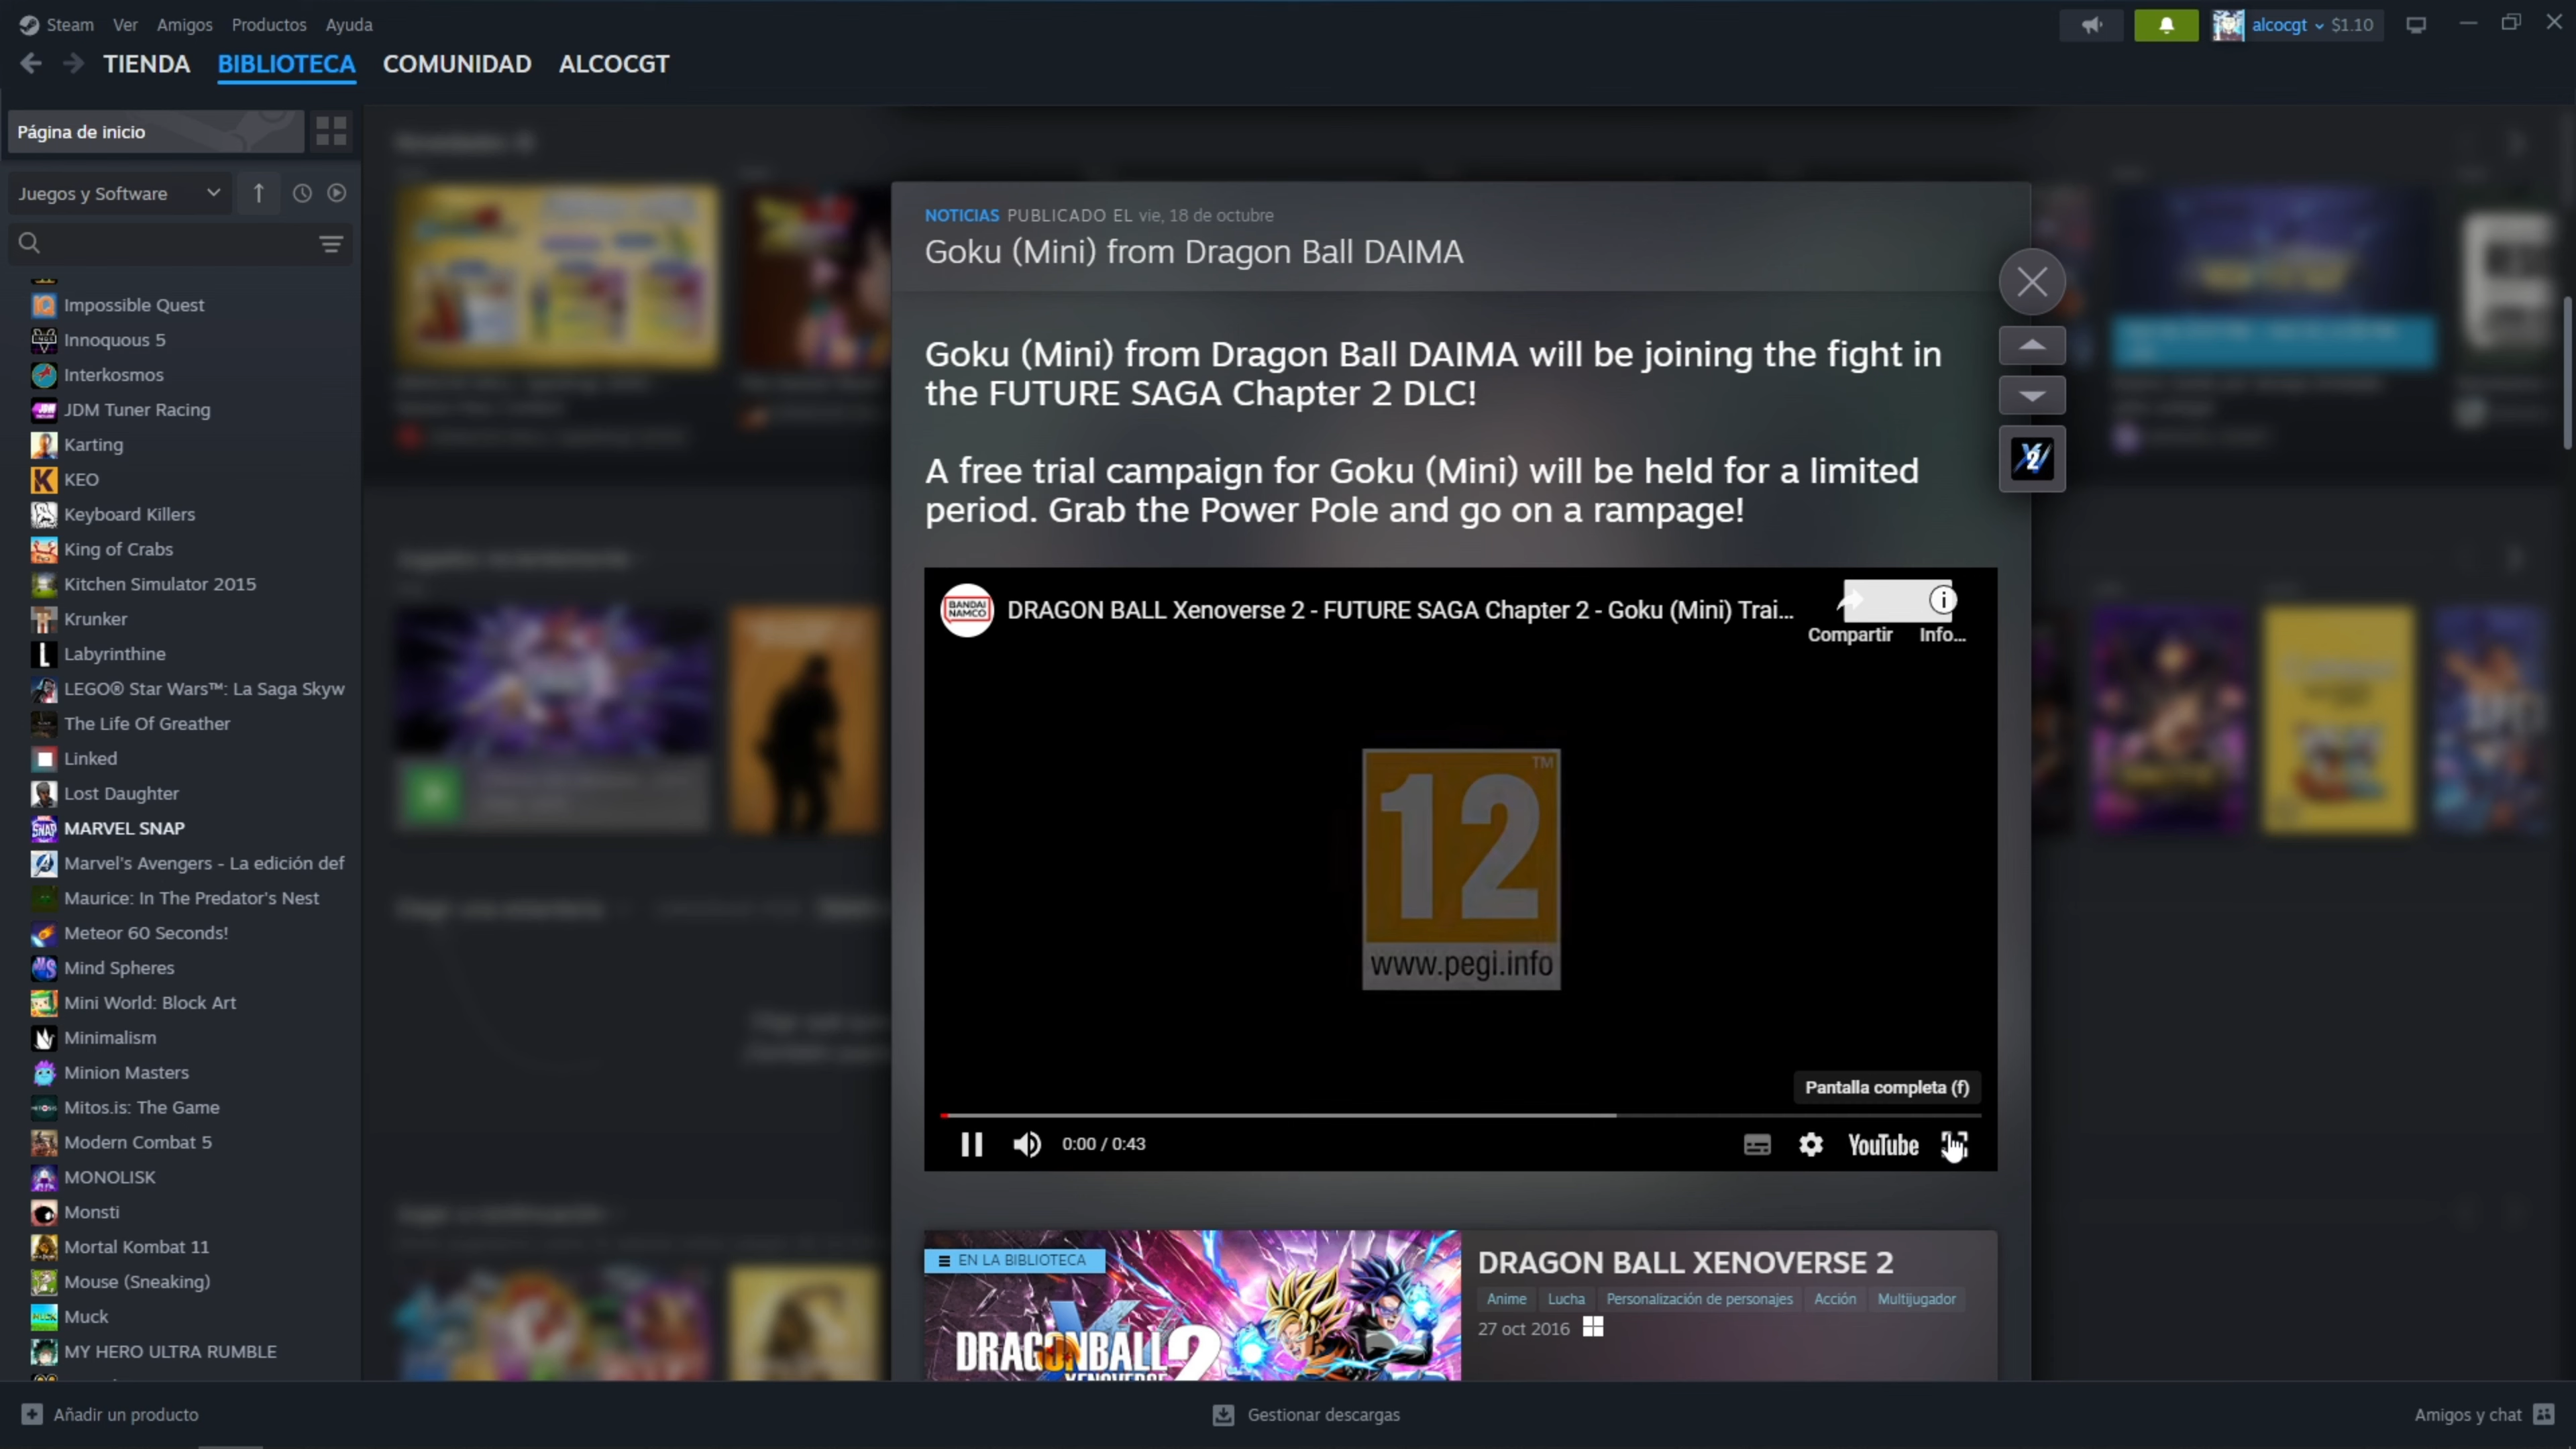 Steam Ver Amigos Productos Ayuda
alcocgt $1.10
TIENDA BIBLIOTECA COMUNIDAD ALCOCGT
Página de inicio
Juegos y Software
Impossible Quest
Innoquous 5
Interkosmos
JDM Tuner Racing
Karting
KEO
Keyboard Killers
King of Crabs
Kitchen Simulator 2015
Krunker
Labyrinthine
LEGO® Star Wars™: La Saga Skyw
The Life Of Greather
Linked
Lost Daughter
MARVEL SNAP
Marvel's Avengers - La edición def
Maurice: In The Predator's Nest
Meteor 60 Seconds!
Mind Spheres
Mini World: Block Art
Minimalism
Minion Masters
Mitos.is: The Game
Modern Combat 5
MONOLISK
Monsti
Mortal Kombat 11
Mouse (Sneaking)
Muck
MY HERO ULTRA RUMBLE
NOTICIAS PUBLICADO EL vie, 18 de octubre
Goku (Mini) from Dragon Ball DAIMA
Goku (Mini) from Dragon Ball DAIMA will be joining the fight in
the FUTURE SAGA Chapter 2 DLC!
A free trial campaign for Goku (Mini) will be held for a limited
period. Grab the Power Pole and go on a rampage!
BANDAI
NAMCO
DRAGON BALL Xenoverse 2 - FUTURE SAGA Chapter 2 - Goku (Mini) Trai...
Compartir Info...
12
TM
www.pegi.info
Pantalla completa (f)
0:00 / 0:43
YouTube
EN LA BIBLIOTECA
DRAGONBALL
XENOVERSE 2
DRAGON BALL XENOVERSE 2
Anime Lucha Personalización de personajes Acción Multijugador
27 oct 2016
Añadir un producto
Gestionar descargas
Amigos y chat